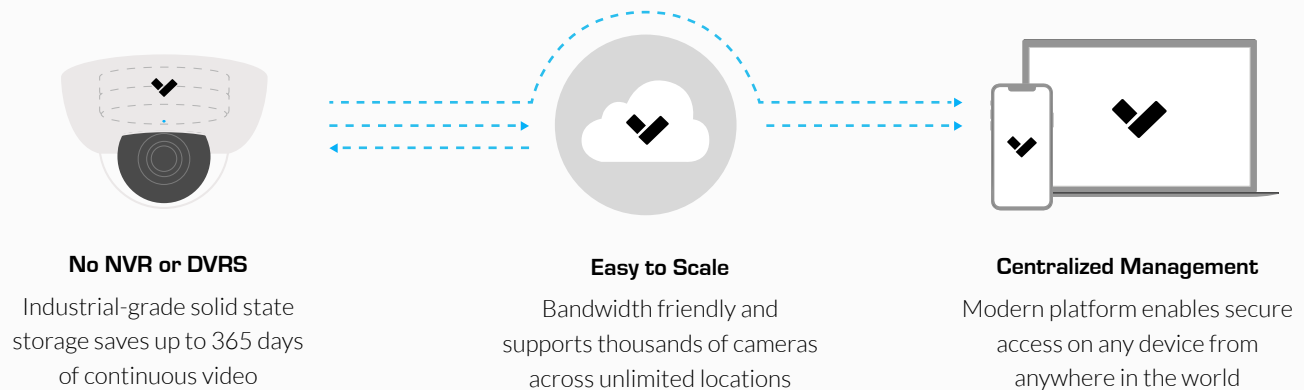 No NVR or DVRS
Industrial-grade solid state
storage saves up to 365 days
of continuous video
Easy to Scale
Bandwidth friendly and
supports thousands of cameras
across unlimited locations
Centralized Management
Modern platform enables secure
access on any device from
anywhere in the world